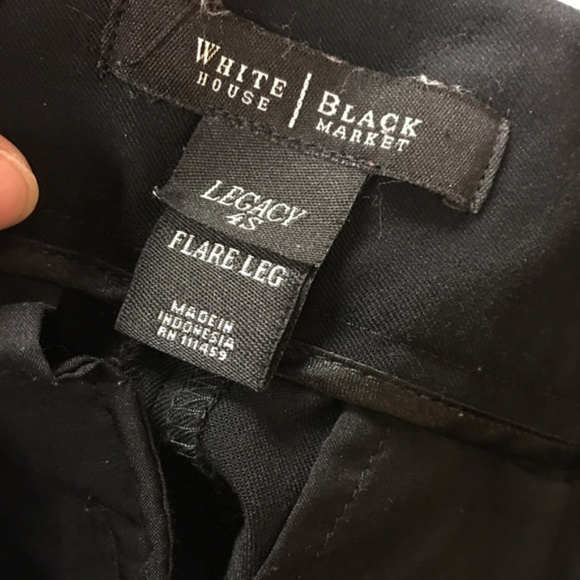 WHITE HOUSE | BLACK MARKET
LEGACY
4S
FLARE LEG
MADE IN
INDONESIA
RN 111459